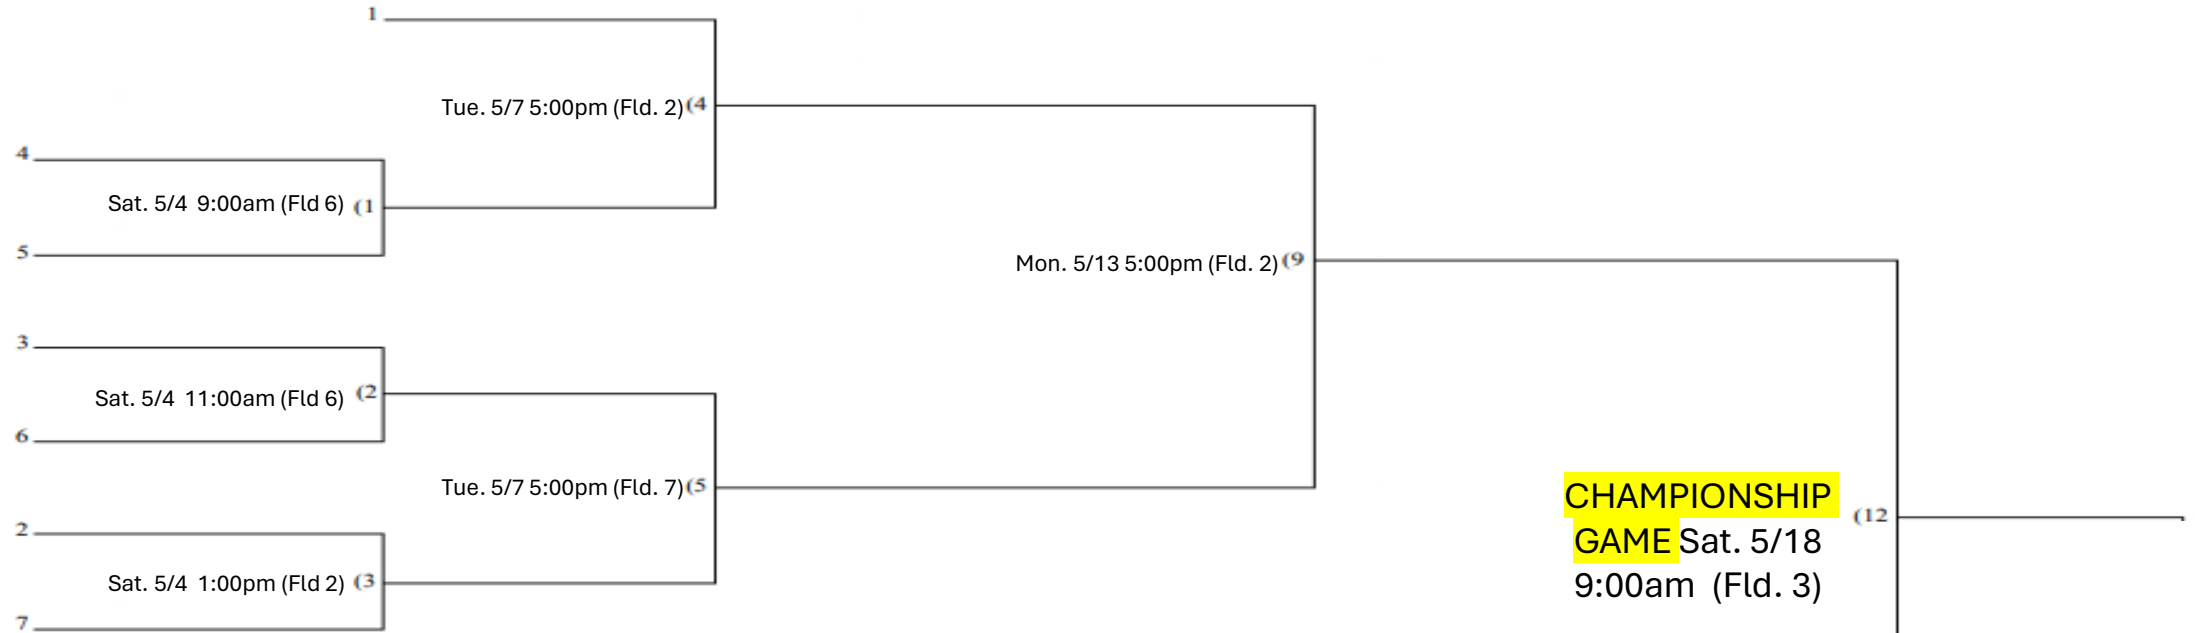 1
Tue. 5/7 5:00pm (Fld. 2) (4
4
Sat. 5/4 9:00am (Fld 6) (1
5
Mon. 5/13 5:00pm (Fld. 2) (9
3
Sat. 5/4 11:00am (Fld 6) (2
6
Tue. 5/7 5:00pm (Fld. 7) (5
CHAMPIONSHIP
GAME Sat. 5/18
9:00am (Fld. 3)
(12
2
Sat. 5/4 1:00pm (Fld 2) (3
7